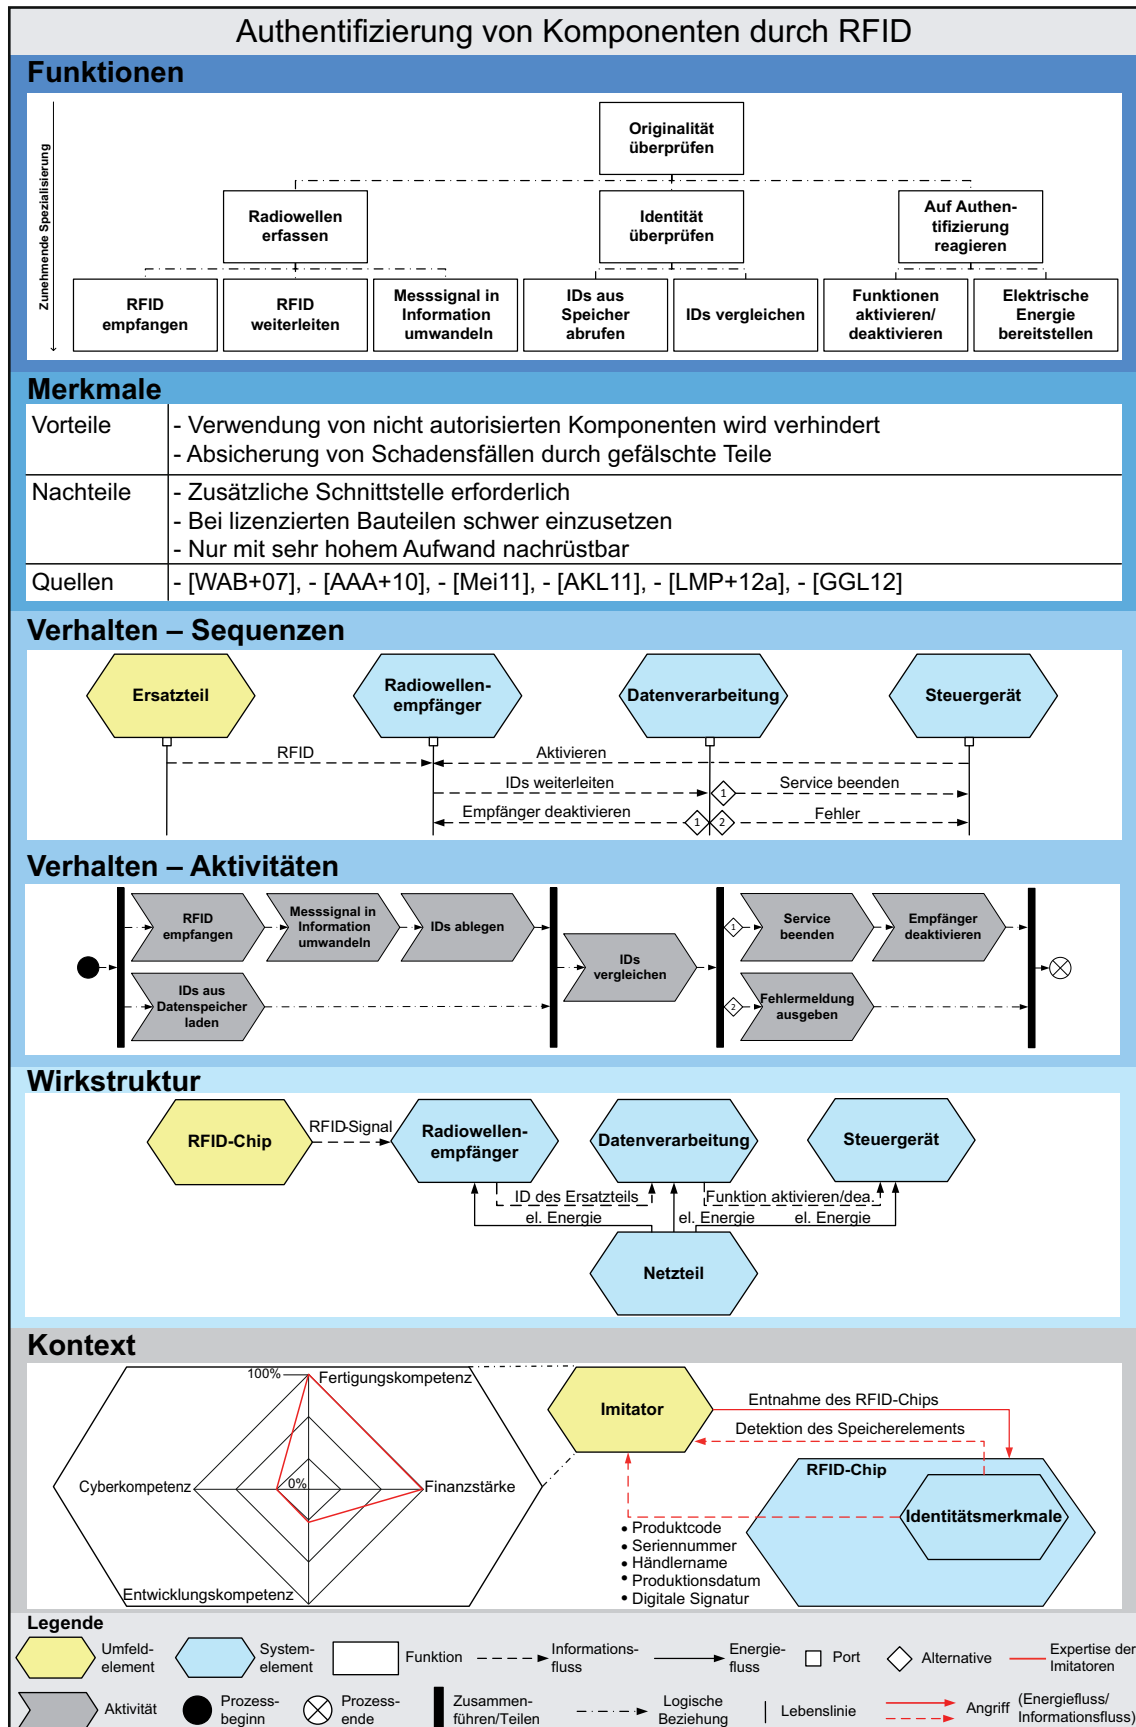 Authentifizierung von Komponenten durch RFID
Funktionen
Zunehmende Spezialisierung
Originalität
überprüfen
Radiowellen
erfassen
Identität
überprüfen
Auf Authen-
tifizierung
reagieren
RFID
empfangen
RFID
weiterleiten
Messsignal in
Information
umwandeln
IDs aus
Speicher
abrufen
IDs vergleichen
Funktionen
aktivieren/
deaktivieren
Elektrische
Energie
bereitstellen
Merkmale
Vorteile
- Verwendung von nicht autorisierten Komponenten wird verhindert
- Absicherung von Schadensfällen durch gefälschte Teile
Nachteile
- Zusätzliche Schnittstelle erforderlich
- Bei lizenzierten Bauteilen schwer einzusetzen
- Nur mit sehr hohem Aufwand nachrüstbar
Quellen
- [WAB+07], - [AAA+10], - [Mei11], - [AKL11], - [LMP+12a], - [GGL12]
Verhalten – Sequenzen
Ersatzteil
Radiowellen-
empfänger
Datenverarbeitung
Steuergerät
RFID
Aktivieren
IDs weiterleiten
1
Service beenden
Empfänger deaktivieren
1
2
Fehler
Verhalten – Aktivitäten
RFID
empfangen
Messsignal in
Information
umwandeln
IDs ablegen
IDs aus
Datenspeicher
laden
IDs
vergleichen
1
Service
beenden
Empfänger
deaktivieren
2
Fehlermeldung
ausgeben
Wirkstruktur
RFID-Chip
RFID-Signal
Radiowellen-
empfänger
Datenverarbeitung
Steuergerät
ID des Ersatzteils
Funktion aktivieren/dea.
el. Energie
el. Energie
el. Energie
Netzteil
Kontext
100%
Fertigungskompetenz
Cyberkompetenz
0%
Finanzstärke
Entwicklungskompetenz
Imitator
Entnahme des RFID-Chips
Detektion des Speicherelements
RFID-Chip
Identitätsmerkmale
• Produktcode
• Seriennummer
• Händlername
• Produktionsdatum
• Digitale Signatur
Legende
Umfeld-
element
System-
element
Funktion
Informations-
fluss
Energie-
fluss
Port
Alternative
Expertise der
Imitatoren
Aktivität
Prozess-
beginn
Prozess-
ende
Zusammen-
führen/Teilen
Logische
Beziehung
Lebenslinie
Angriff
(Energiefluss/
Informationsfluss)